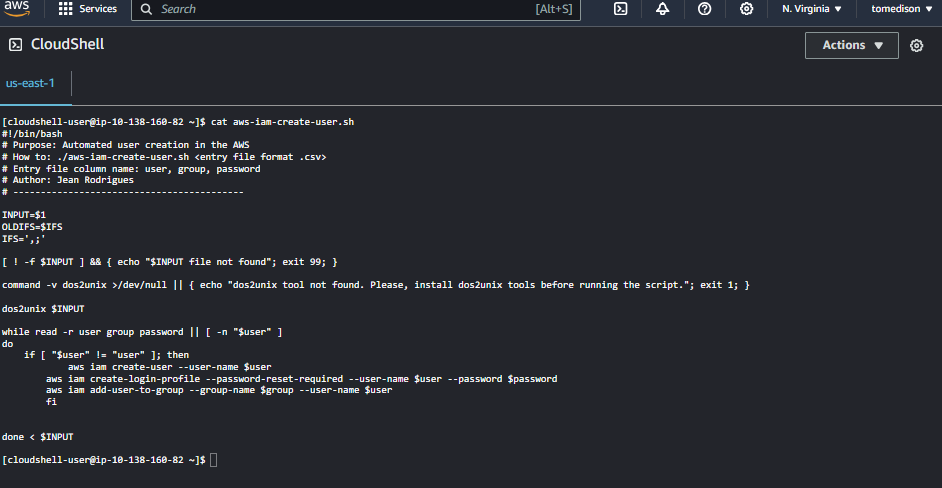 aws
Services
Search
[Alt+S]
N. Virginia
tomedison
CloudShell
Actions
us-east-1
[cloudshell-user@ip-10-138-160-82 ~]$ cat aws-iam-create-user.sh
#!/bin/bash
# Purpose: Automated user creation in the AWS
# How to: ./aws-iam-create-user.sh <entry file format .csv>
# Entry file column name: user, group, password
# Author: Jean Rodrigues
# ------------------------------------------
INPUT=$1
OLDIFS=$IFS
IFS=',;'
[ ! -f $INPUT ] && { echo "$INPUT file not found"; exit 99; }
command -v dos2unix >/dev/null || { echo "dos2unix tool not found. Please, install dos2unix tools before running the script."; exit 1; }
dos2unix $INPUT
while read -r user group password || [ -n "$user" ]
do
    if [ "$user" != "user" ]; then
            aws iam create-user --user-name $user
        aws iam create-login-profile --password-reset-required --user-name $user --password $password
        aws iam add-user-to-group --group-name $group --user-name $user
        fi
done < $INPUT
[cloudshell-user@ip-10-138-160-82 ~]$